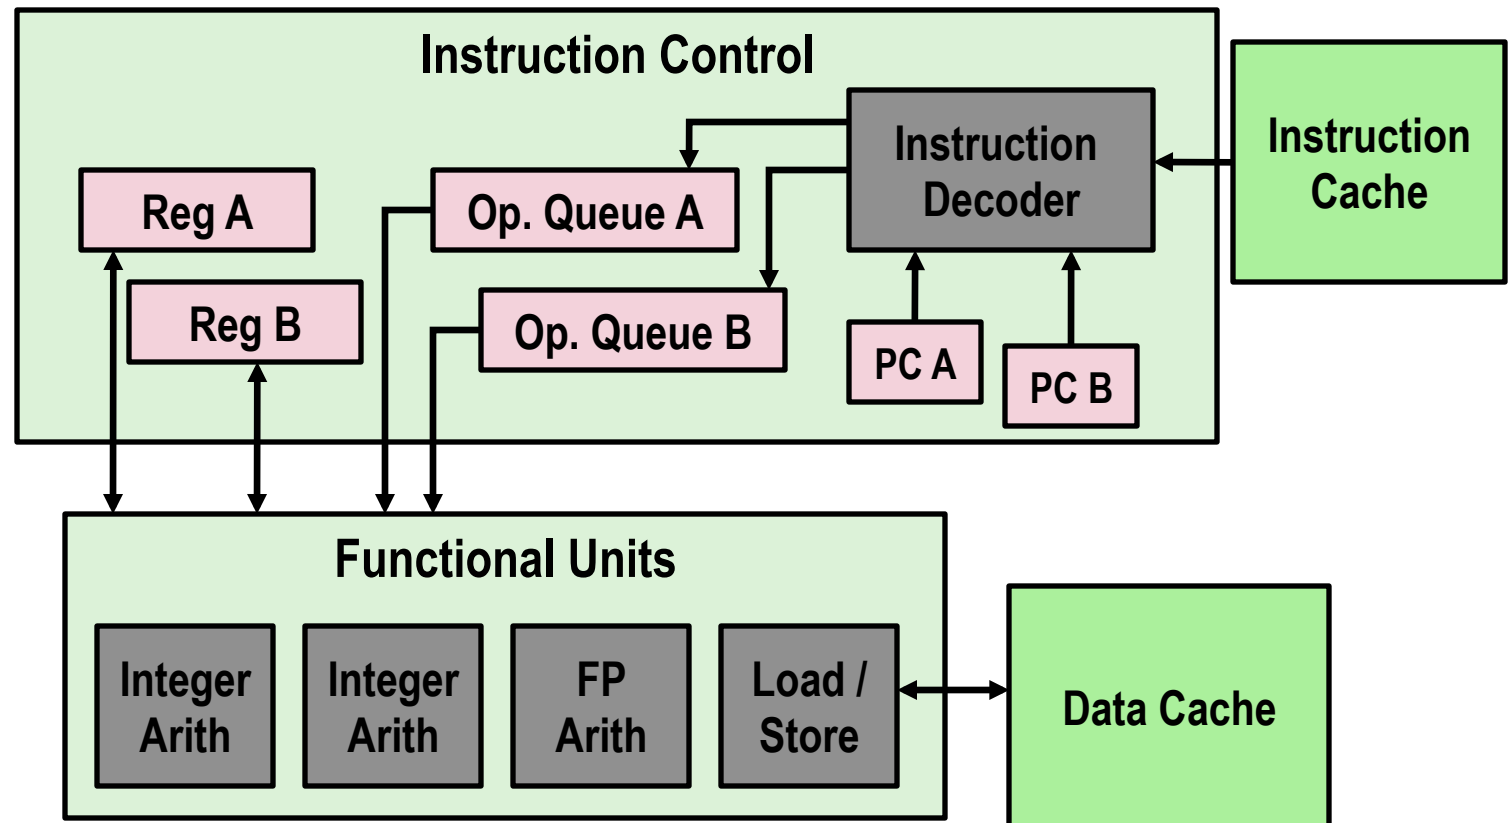 Instruction Control
Instruction
Cache
Instruction
Decoder
Reg A
Op. Queue A
Reg B
Op. Queue B
PC A
PC B
Functional Units
Integer
Arith
Integer
Arith
FP
Arith
Load /
Store
Data Cache